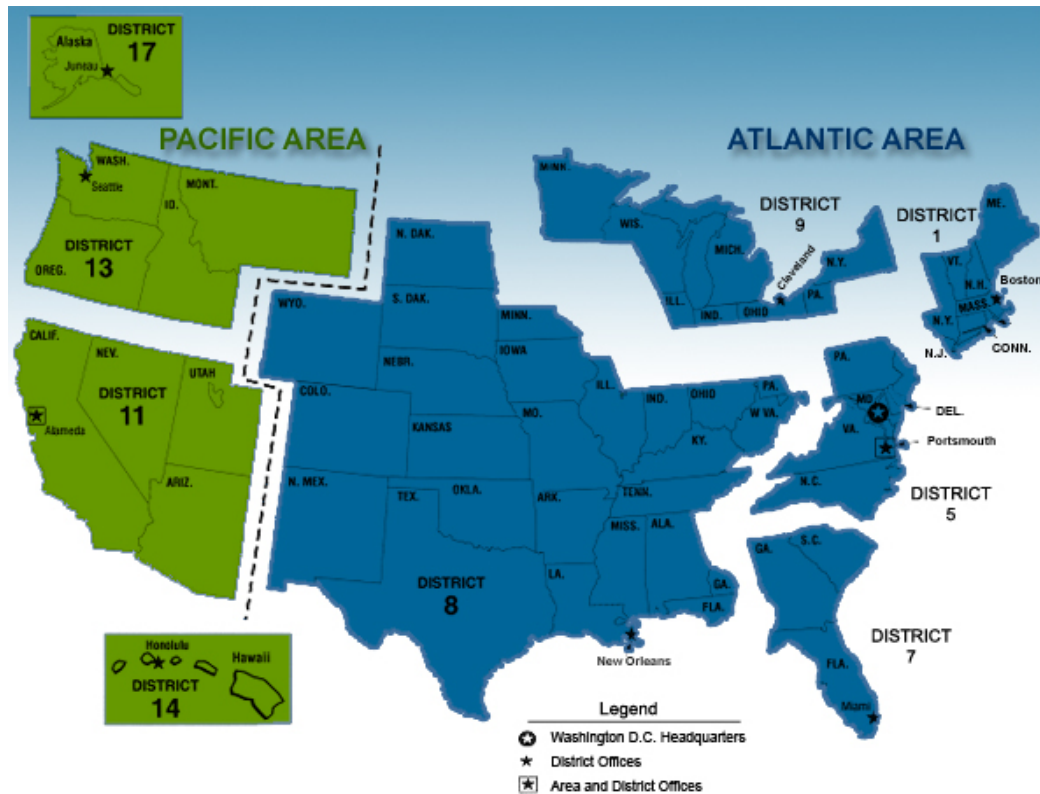 DISTRICT
17
Alaska
Juneau
PACIFIC AREA
ATLANTIC AREA
WASH.
Seattle
ID.
MONT.
DISTRICT
13
OREG.
CALIF.
NEV.
UTAH
DISTRICT
11
Alameda
ARIZ.
Honolulu
Hawaii
DISTRICT
14
N. DAK.
S. DAK.
WYO.
MINN.
IOWA
NEBR.
COLO.
KANSAS
MO.
ILL.
IND.
OHIO
PA.
W VA.
KY.
N. MEX.
TEX.
OKLA.
ARK.
TENN.
MISS.
ALA.
GA.
FLA.
LA.
DISTRICT
8
New Orleans
MINN.
WIS.
MICH.
DISTRICT
9
Cleveland
N.Y.
PA.
ILL.
IND.
OHIO
DISTRICT
1
ME.
VT.
N.H.
Boston
MASS.
N.Y.
N.J.
CONN.
PA.
MD.
DEL.
VA.
Portsmouth
N.C.
DISTRICT
5
GA.
S.C.
FLA.
Miami
DISTRICT
7
Legend
Washington D.C. Headquarters
District Offices
Area and District Offices